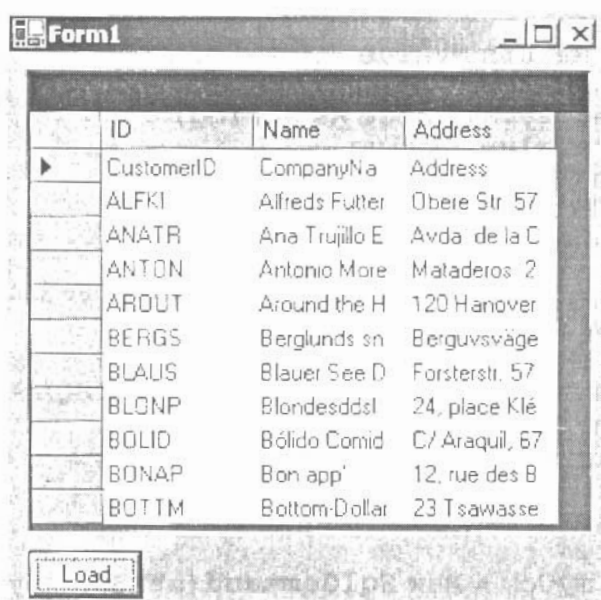 Form1
ID Name Address
CustomerID CompanyNa Address
ALFKI Alfreds Futter Obere Str. 57
ANATR Ana Trujillo E Avda. de la C
ANTON Antonio More Mataderos 2
AROUT Around the H 120 Hanover
BERGS Berglunds sn Berguvsväge
BLAUS Blauer See D Forsterstr. 57
BLONP Blondesddsl 24, place Klé
BOLID Bólido Comid C/ Araquil, 67
BONAP Bon app' 12, rue des B
BOTTM Bottom-Dollar 23 Tsawasse
Load